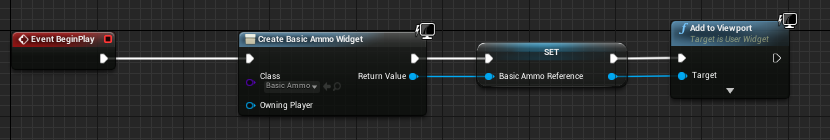 Event BeginPlay
Create Basic Ammo Widget
Class
Basic Ammo
Return Value
Owning Player
SET
Basic Ammo Reference
f Add to Viewport
Target is User Widget
Target